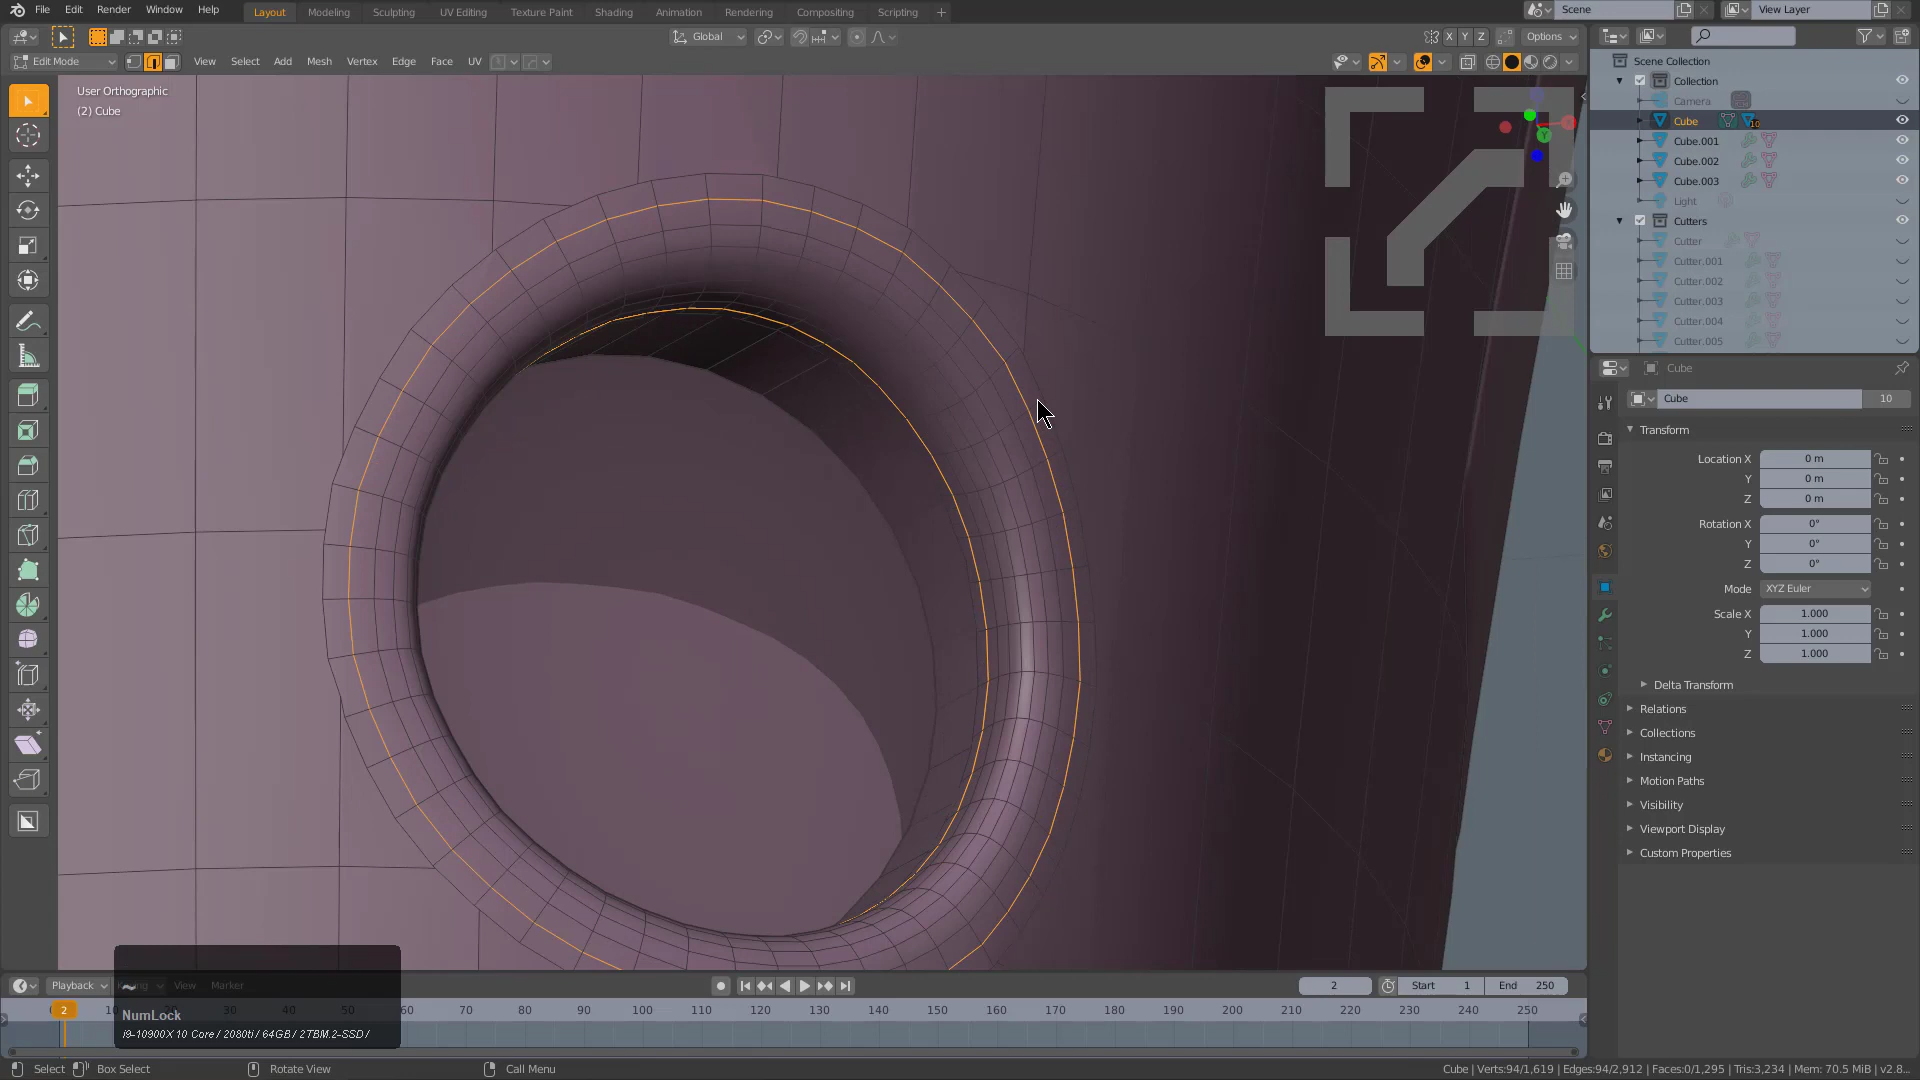 File Edit Render Window Help Layout Modeling Sculpting UV Editing Texture Paint Shading Animation Rendering Compositing Scripting + Scene View Layer
Global X Y Z Options
Edit Mode View Select Add Mesh Vertex Edge Face UV
User Orthographic
(2) Cube
Scene Collection
Collection
Camera
Cube 10
Cube.001
Cube.002
Cube.003
Light
Cutters
Cutter
Cutter.001
Cutter.002
Cutter.003
Cutter.004
Cutter.005
Cube
Cube 10
Transform
Location X 0 m
Y 0 m
Z 0 m
Rotation X 0°
Y 0°
Z 0°
Mode XYZ Euler
Scale X 1.000
Y 1.000
Z 1.000
Delta Transform
Relations
Collections
Instancing
Motion Paths
Visibility
Viewport Display
Custom Properties
Playback View Marker 2 Start 1 End 250
2 10 20 30 40 50 60 70 80 90 100 110 120 130 140 150 160 170 180 190 200 210 220 230 240 250
~
NumLock
i9-10900X 10 Core / 2080ti / 64GB / 2TBM.2-SSD /
Select Box Select Rotate View Call Menu Cube | Verts:94/1,619 | Edges:94/2,912 | Faces:0/1,295 | Tris:3,234 | Mem: 70.5 MiB | v2.8...